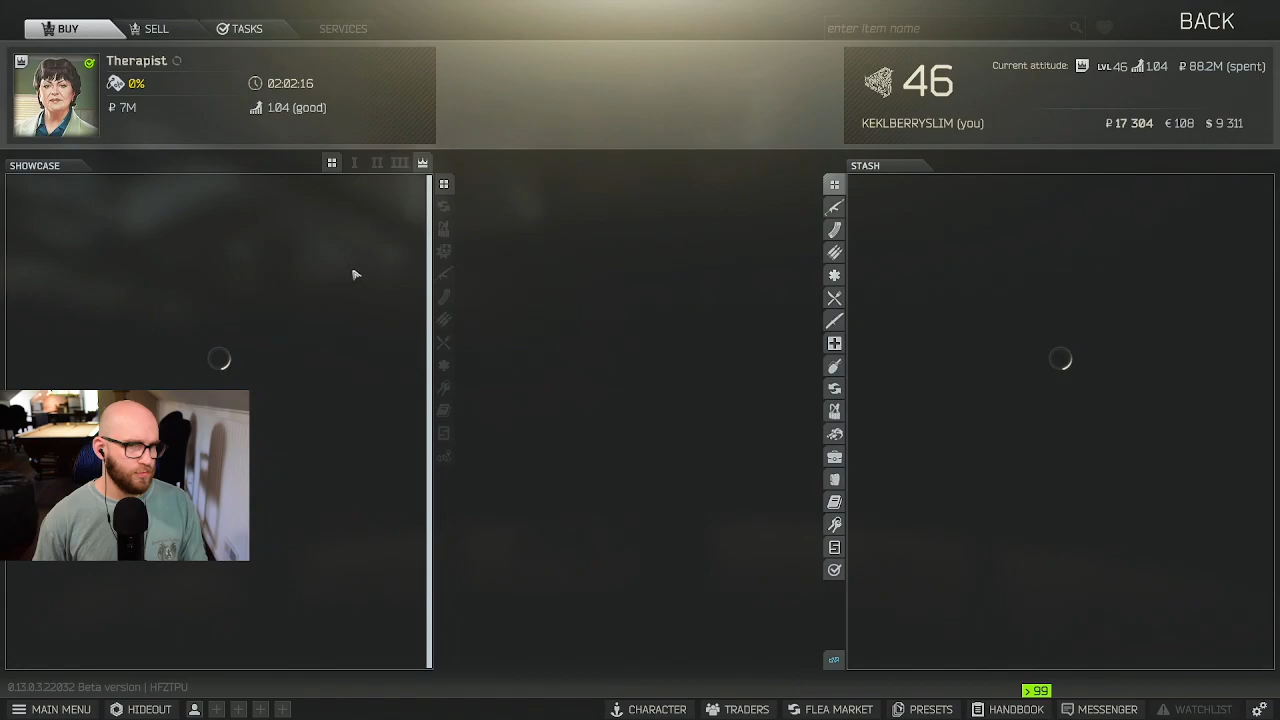 BUY SELL TASKS SERVICES enter item name BACK
Therapist
0% 02:02:16
₽ 7M 1.04 (good)
46 Current attitude: LVL 46 1.04 ₽ 88.2M (spent)
KEKLBERRYSLIM (you) ₽ 17 304 € 108 $ 9 311
SHOWCASE I II III STASH
0.13.0.3.22032 Beta version | HFZTPU
> 99
MAIN MENU HIDEOUT CHARACTER TRADERS FLEA MARKET PRESETS HANDBOOK MESSENGER WATCHLIST